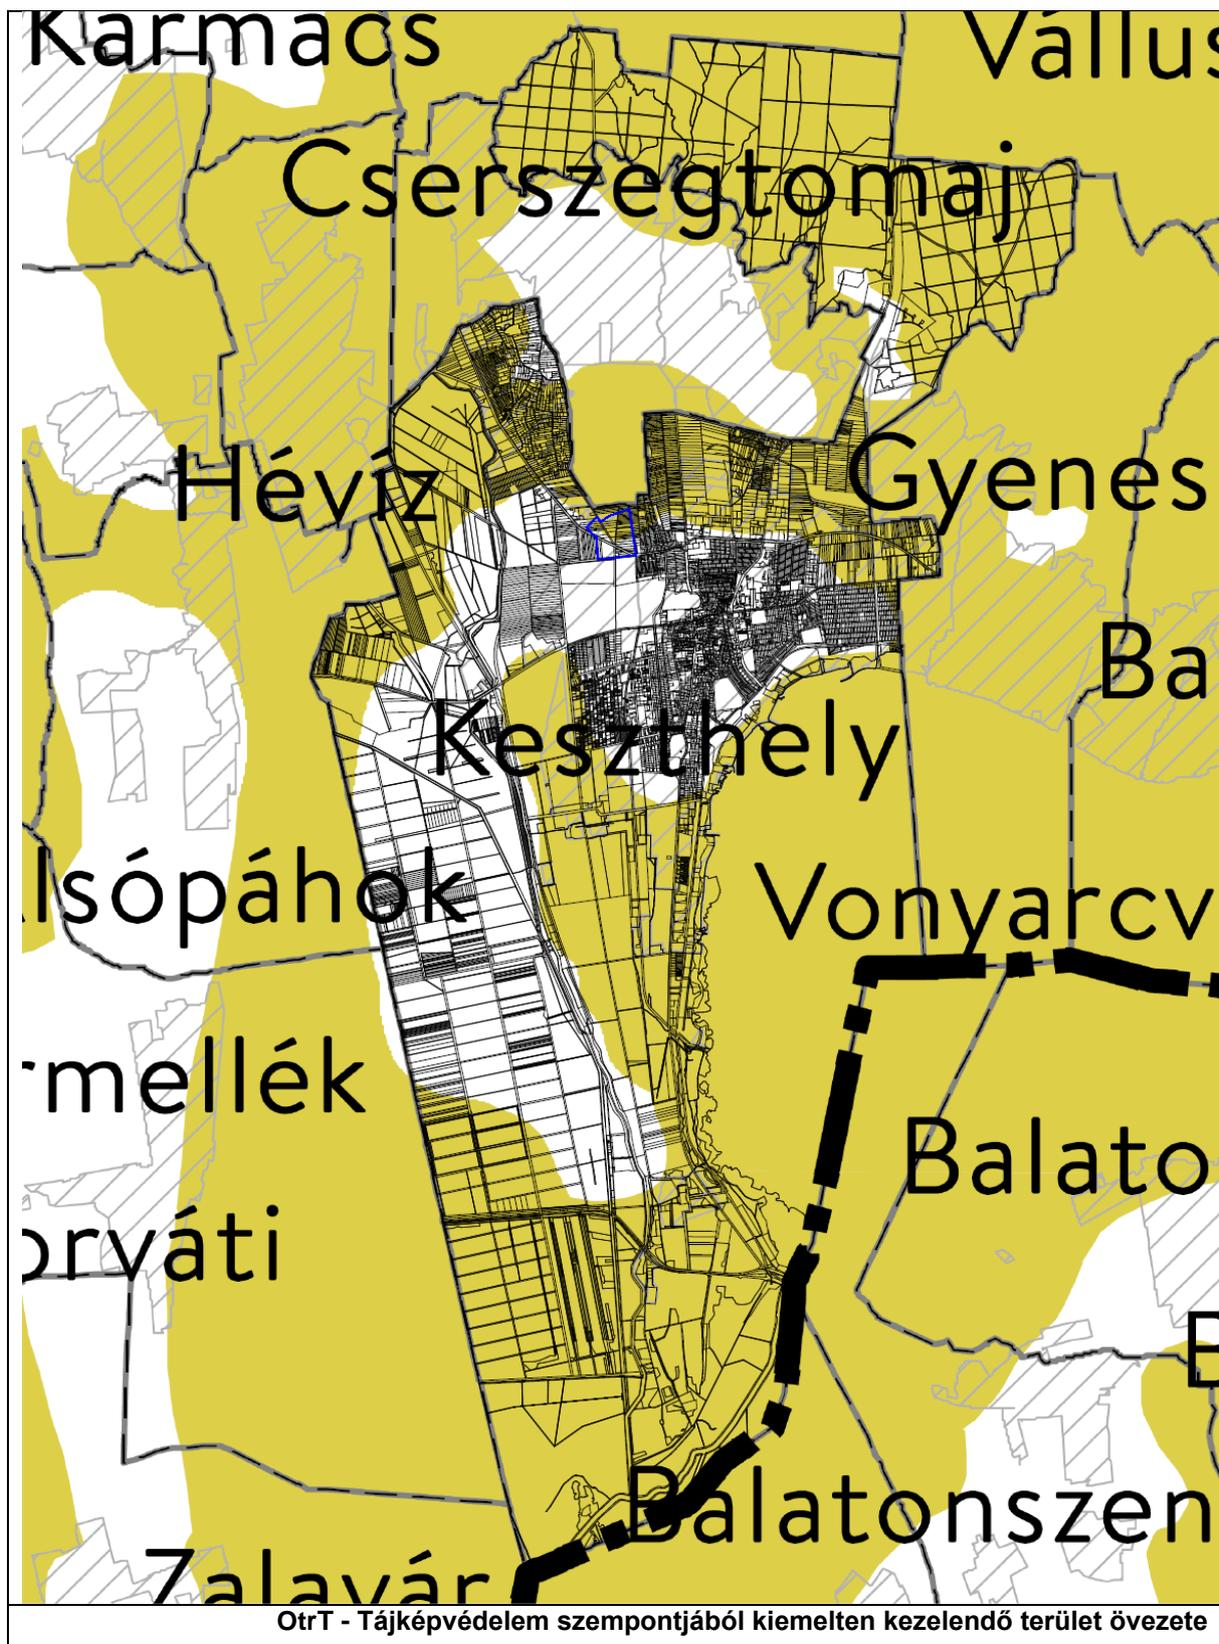 Karmacs
Vállus
Cserszegtomaj
Hévíz
Gyenes
Ba
Keszthely
lsópáhok
Vonyarcv
rmellék
Balato
orváti
B
Balatonszen
Zalavár
OtrT - Tájképvédelem szempontjából kiemelten kezelendő terület övezete